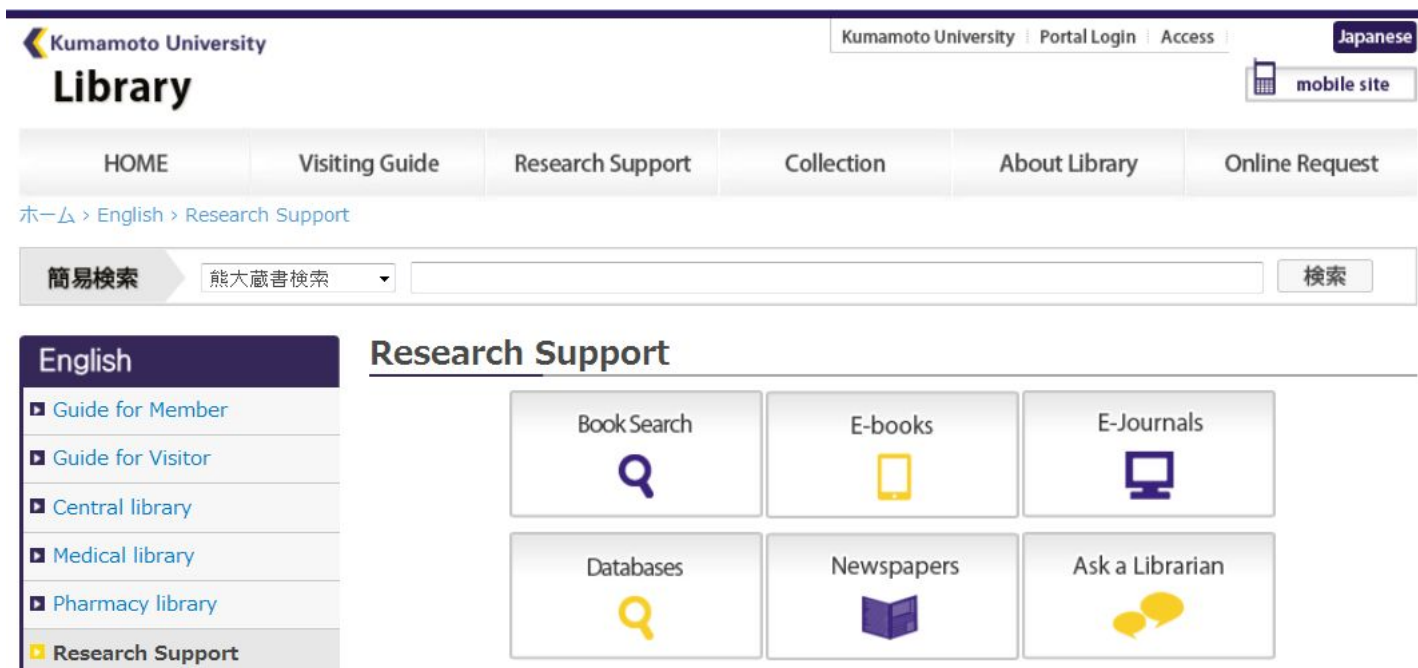 Kumamoto University
Library
Kumamoto University Portal Login Access Japanese
mobile site
HOME Visiting Guide Research Support Collection About Library Online Request
ホーム > English > Research Support
簡易検索 熊大蔵書検索 検索
English
Guide for Member
Guide for Visitor
Central library
Medical library
Pharmacy library
Research Support
Research Support
Book Search E-books E-Journals
Databases Newspapers Ask a Librarian